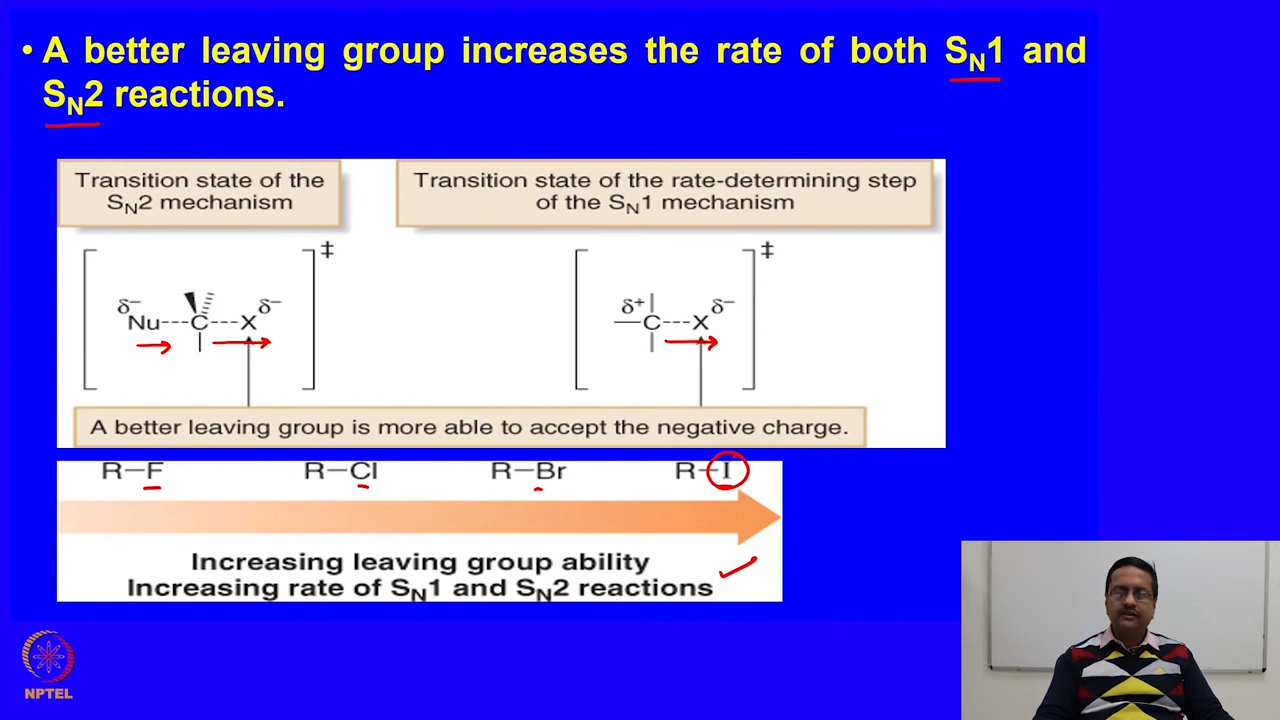 • A better leaving group increases the rate of both SN1 and
SN2 reactions.
Transition state of the
SN2 mechanism
Transition state of the rate-determining step
of the SN1 mechanism
‡
‡
δ– δ–
Nu---C---X
δ+ δ–
—C---X
A better leaving group is more able to accept the negative charge.
R–F R–Cl R–Br R–I
Increasing leaving group ability
Increasing rate of SN1 and SN2 reactions
NPTEL